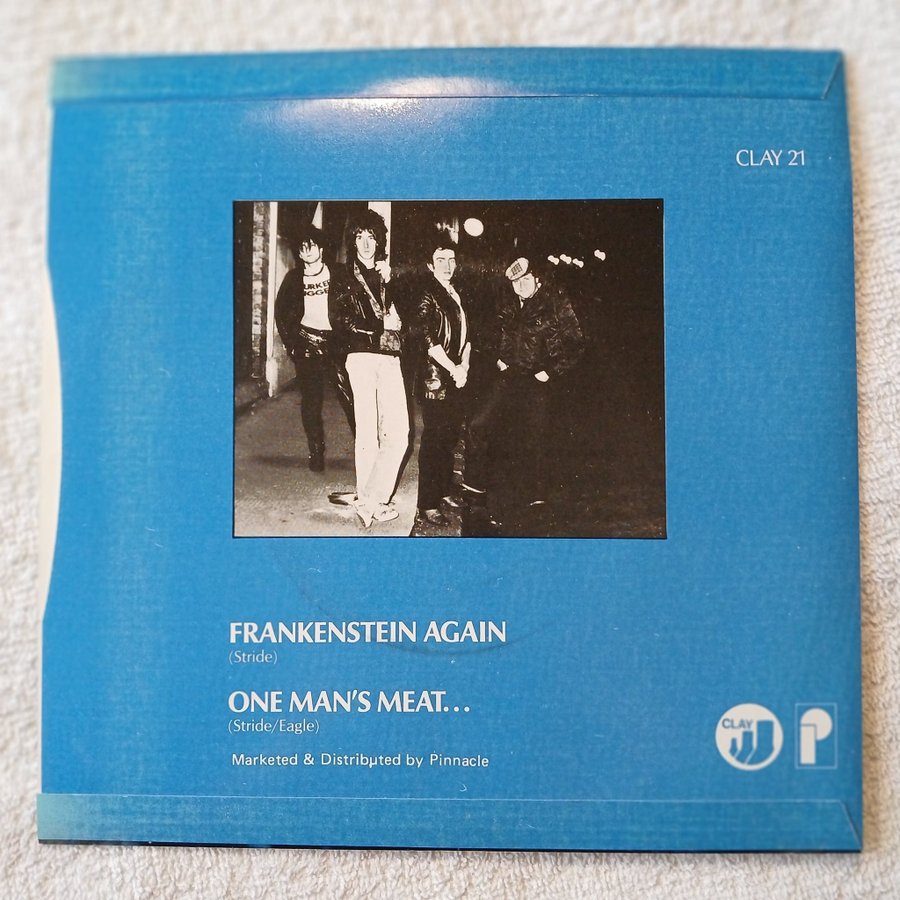 CLAY 21
FRANKENSTEIN AGAIN
(Stride)
ONE MAN'S MEAT...
(Stride/Eagle)
Marketed & Distributed by Pinnacle
CLAY